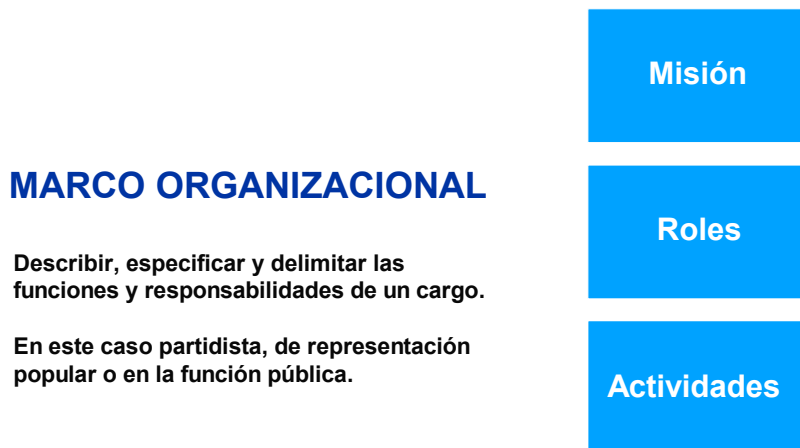 MARCO ORGANIZACIONAL
Describir, especificar y delimitar las
funciones y responsabilidades de un cargo.
En este caso partidista, de representación
popular o en la función pública.
Misión
Roles
Actividades